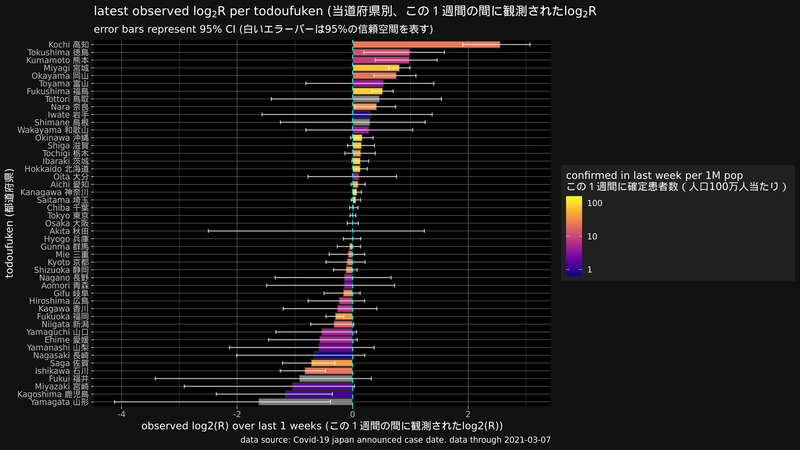 latest observed log₂R per todoufuken (当道府県別、この１週間の間に観測されたlog₂R
error bars represent 95% CI (白いエラーバーは95%の信頼空間を表す)
todoufuken (都道府県)
Kochi 高知
Tokushima 徳島
Kumamoto 熊本
Miyagi 宮城
Okayama 岡山
Toyama 富山
Fukushima 福島
Tottori 鳥取
Nara 奈良
Iwate 岩手
Shimane 島根
Wakayama 和歌山
Okinawa 沖縄
Shiga 滋賀
Tochigi 栃木
Ibaraki 茨城
Hokkaido 北海道
Oita 大分
Aichi 愛知
Kanagawa 神奈川
Saitama 埼玉
Chiba 千葉
Tokyo 東京
Osaka 大阪
Akita 秋田
Hyogo 兵庫
Gunma 群馬
Mie 三重
Kyoto 京都
Shizuoka 静岡
Nagano 長野
Aomori 青森
Gifu 岐阜
Hiroshima 広島
Kagawa 香川
Fukuoka 福岡
Niigata 新潟
Yamaguchi 山口
Ehime 愛媛
Yamanashi 山梨
Nagasaki 長崎
Saga 佐賀
Ishikawa 石川
Fukui 福井
Miyazaki 宮崎
Kagoshima 鹿児島
Yamagata 山形
-4 -2 0 2
observed log2(R) over last 1 weeks (この１週間の間に観測されたlog2(R))
data source: Covid-19 japan announced case date. data through 2021-03-07
confirmed in last week per 1M pop
この１週間に確定患者数 ( 人口100万人当たり )
100
10
1